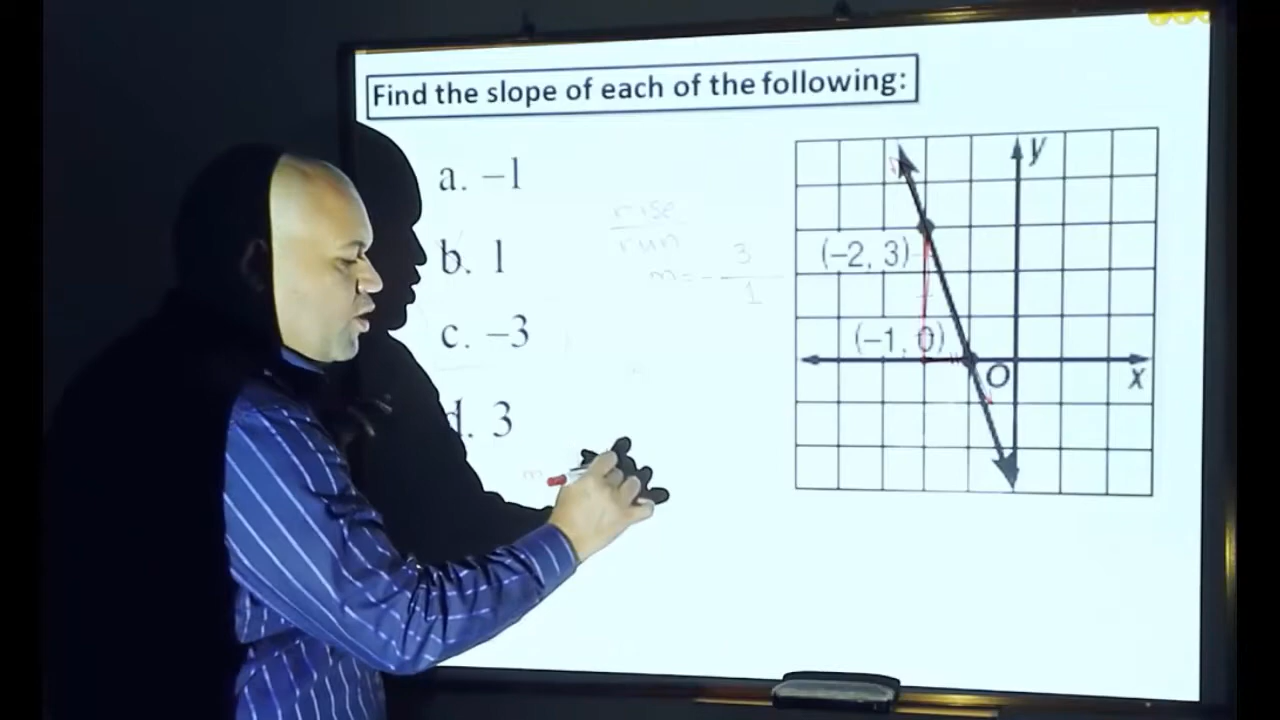 Find the slope of each of the following:
a. –1
b. 1
c. –3
d. 3
rise
run
m = - 3
1
m
y
(–2, 3)
(–1, 0)
O
x